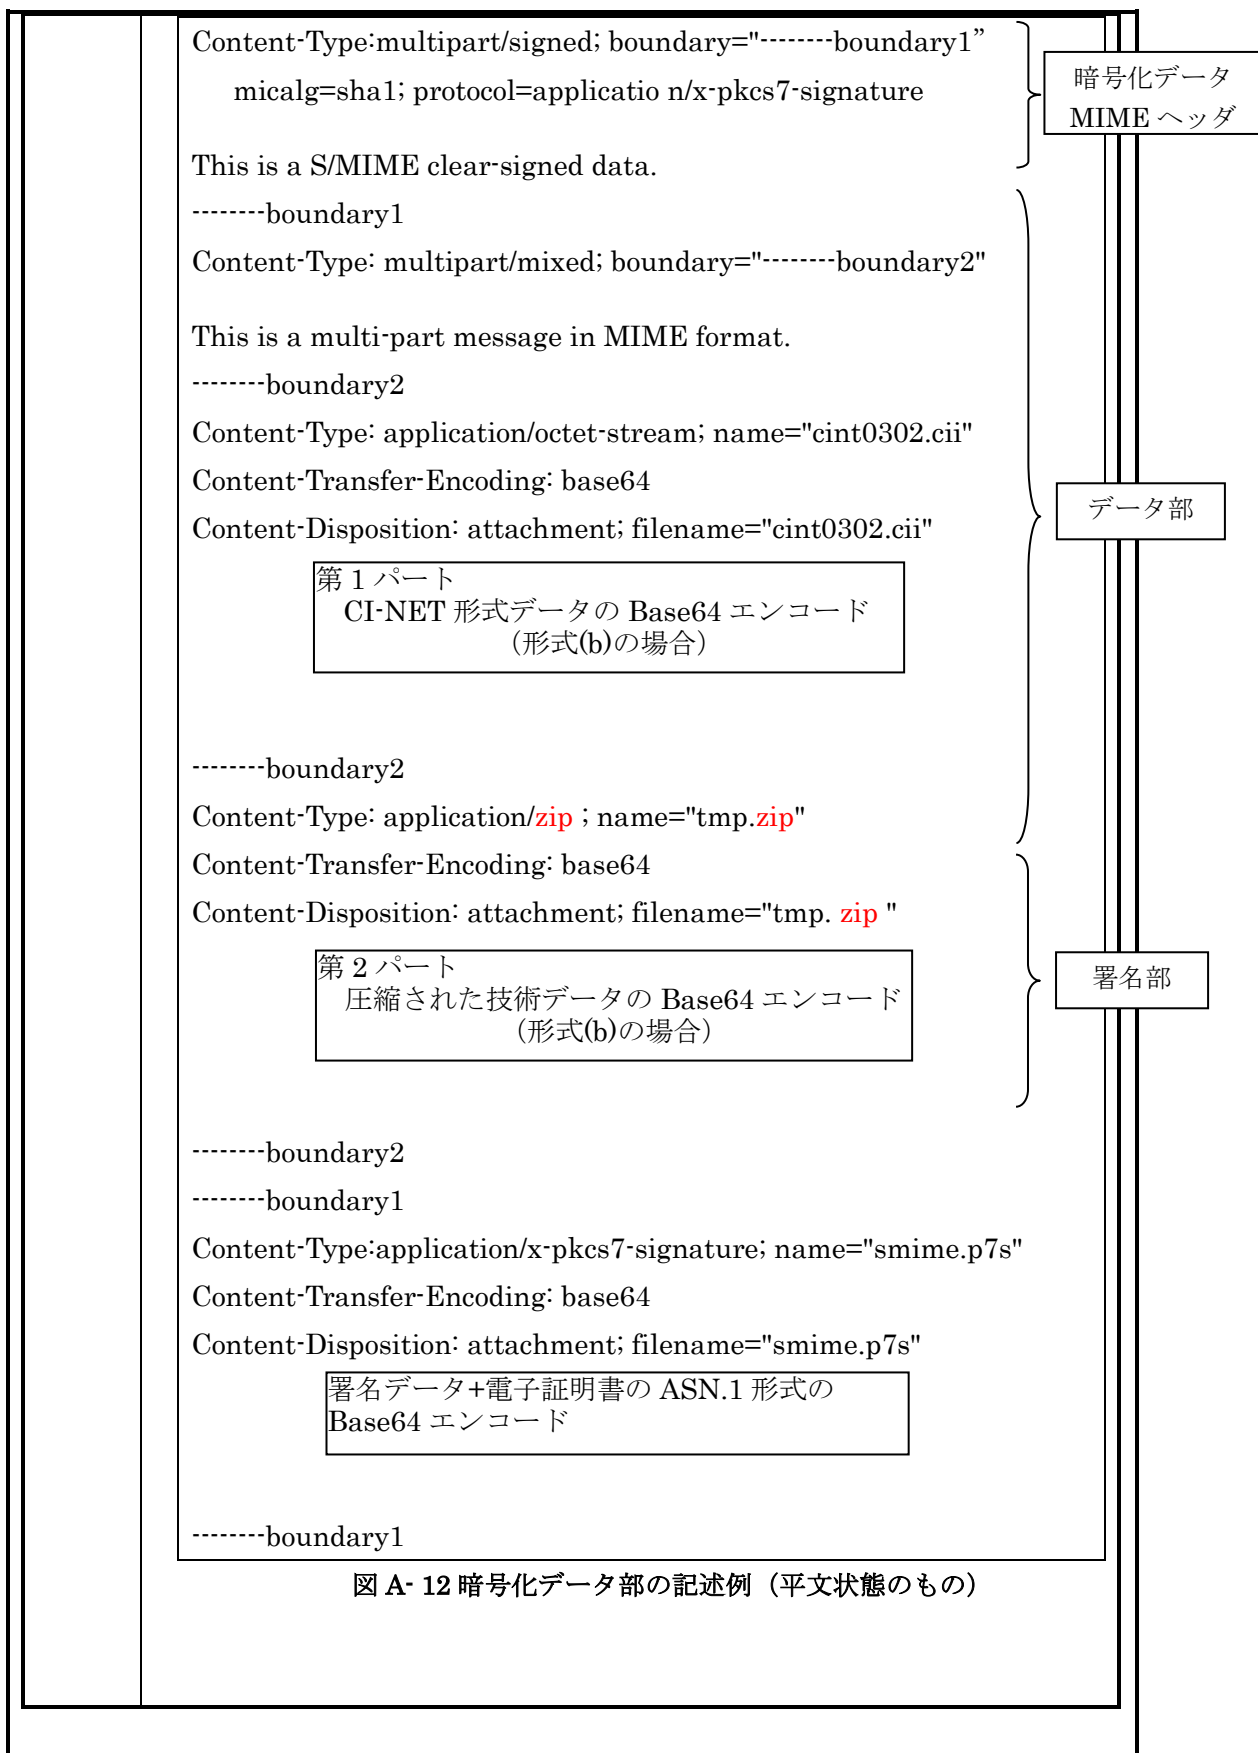 Content-Type:multipart/signed; boundary="--------boundary1”
micalg=sha1; protocol=applicatio n/x-pkcs7-signature
暗号化データ
MIME ヘッダ
This is a S/MIME clear-signed data.
--------boundary1
Content-Type: multipart/mixed; boundary="--------boundary2"
This is a multi-part message in MIME format.
--------boundary2
Content-Type: application/octet-stream; name="cint0302.cii"
Content-Transfer-Encoding: base64
Content-Disposition: attachment; filename="cint0302.cii"
データ部
第 1 パート
CI-NET 形式データの Base64 エンコード
（形式(b)の場合）
--------boundary2
Content-Type: application/zip ; name="tmp.zip"
Content-Transfer-Encoding: base64
Content-Disposition: attachment; filename="tmp. zip "
第 2 パート
圧縮された技術データの Base64 エンコード
（形式(b)の場合）
署名部
--------boundary2
--------boundary1
Content-Type:application/x-pkcs7-signature; name="smime.p7s"
Content-Transfer-Encoding: base64
Content-Disposition: attachment; filename="smime.p7s"
署名データ+電子証明書の ASN.1 形式の
Base64 エンコード
--------boundary1
図 A- 12 暗号化データ部の記述例（平文状態のもの）